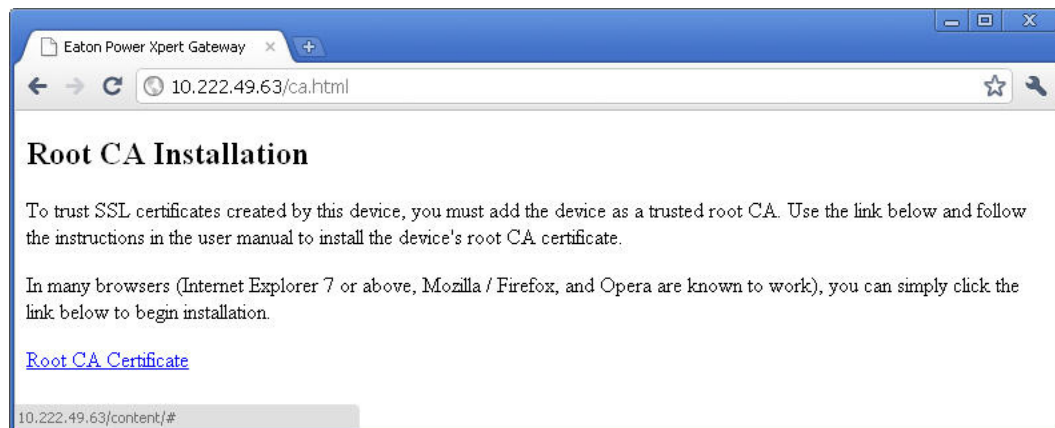 Eaton Power Xpert Gateway
10.222.49.63/ca.html
Root CA Installation
To trust SSL certificates created by this device, you must add the device as a trusted root CA. Use the link below and follow
the instructions in the user manual to install the device's root CA certificate.
In many browsers (Internet Explorer 7 or above, Mozilla / Firefox, and Opera are known to work), you can simply click the
link below to begin installation.
Root CA Certificate
10.222.49.63/content/#